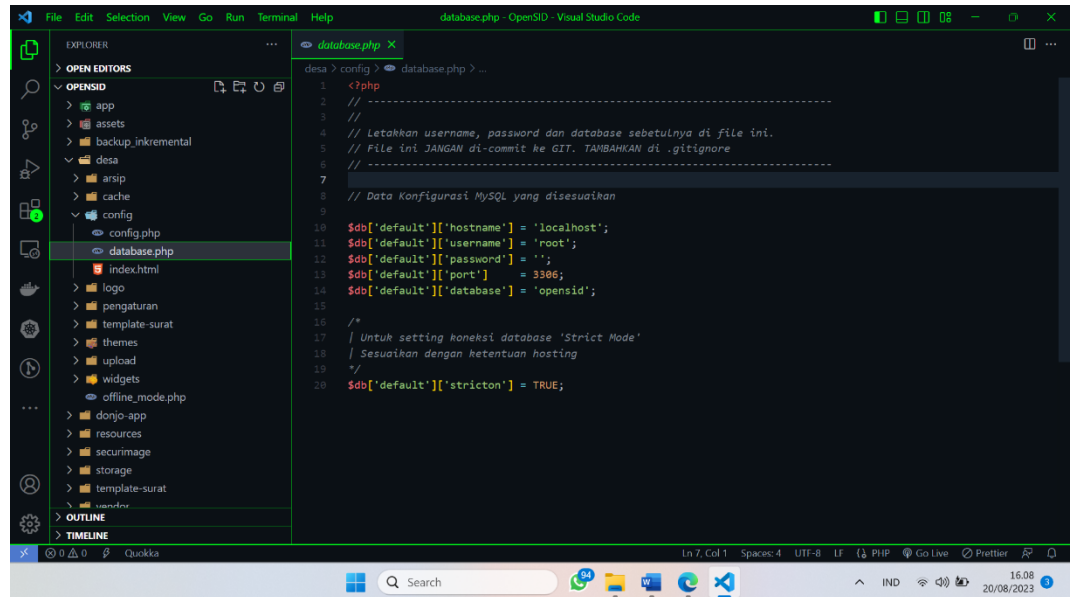 File Edit Selection View Go Run Terminal Help
database.php - OpenSID - Visual Studio Code
EXPLORER
OPEN EDITORS
OPENSID
app
assets
backup_inkremental
desa
arsip
cache
config
config.php
database.php
index.html
logo
pengaturan
template-surat
themes
upload
widgets
offline_mode.php
donjo-app
resources
securimage
storage
template-surat
vendor
OUTLINE
TIMELINE
2
database.php
desa > config > database.php > ...
1 <?php
2 // -------------------------------------------------------------------------
3 //
4 // Letakkan username, password dan database sebetulnya di file ini.
5 // File ini JANGAN di-commit ke GIT. TAMBAHKAN di .gitignore
6 // -------------------------------------------------------------------------
7
8 // Data Konfigurasi MySQL yang disesuaikan
9
10 $db['default']['hostname'] = 'localhost';
11 $db['default']['username'] = 'root';
12 $db['default']['password'] = '';
13 $db['default']['port']     = 3306;
14 $db['default']['database'] = 'opensid';
15
16 /*
17 | Untuk setting koneksi database 'Strict Mode'
18 | Sesuaikan dengan ketentuan hosting
19 */
20 $db['default']['stricton'] = TRUE;
0 0 Quokka
Ln 7, Col 1 Spaces: 4 UTF-8 LF PHP Go Live Prettier
Search
94
IND
16.08
20/08/2023
3